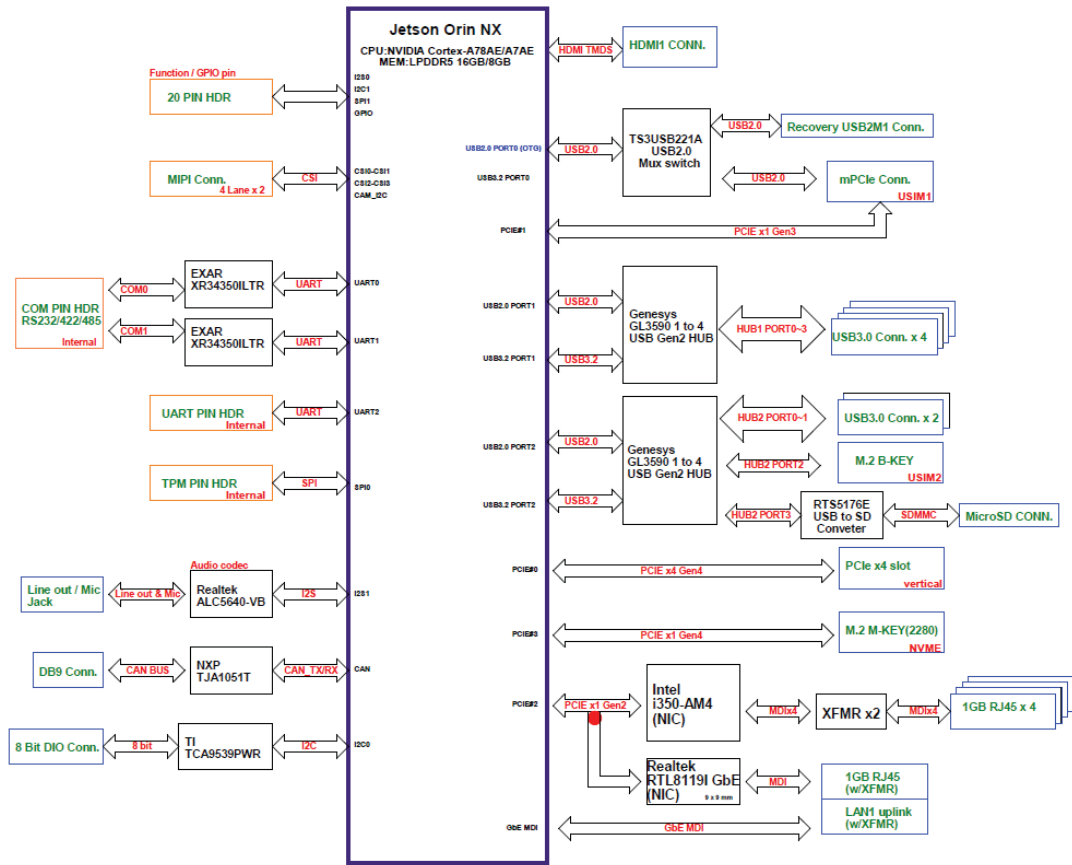 Jetson Orin NX
CPU:NVIDIA Cortex-A78AE/A7AE
MEM:LPDDR5 16GB/8GB
Function / GPIO pin
20 PIN HDR
I2S0
I2C1
SPI1
GPIO
MIPI Conn.
4 Lane x 2
CSI
CSI0-CSI1
CSI2-CSI3
CAM_I2C
COM PIN HDR
RS232/422/485
Internal
COM0
EXAR
XR34350ILTR
UART
UART0
COM1
EXAR
XR34350ILTR
UART
UART1
UART PIN HDR
Internal
UART
UART2
TPM PIN HDR
Internal
SPI
SPI0
Line out / Mic
Jack
Line out & Mic
Audio codec
Realtek
ALC5640-VB
I2S
I2S1
DB9 Conn.
CAN BUS
NXP
TJA1051T
CAN_TX/RX
CAN
8 Bit DIO Conn.
8 bit
TI
TCA9539PWR
I2C
I2C0
HDMI TMDS
HDMI1 CONN.
USB2.0 PORT0 (OTG)
USB2.0
USB3.2 PORT0
TS3USB221A
USB2.0
Mux switch
USB2.0
Recovery USB2M1 Conn.
USB2.0
mPCIe Conn.
USIM1
PCIE#1
PCIE x1 Gen3
USB2.0 PORT1
USB2.0
USB3.2 PORT1
USB3.2
Genesys
GL3590 1 to 4
USB Gen2 HUB
HUB1 PORT0~3
USB3.0 Conn. x 4
USB2.0 PORT2
USB2.0
USB3.2 PORT2
USB3.2
Genesys
GL3590 1 to 4
USB Gen2 HUB
HUB2 PORT0~1
USB3.0 Conn. x 2
HUB2 PORT2
M.2 B-KEY
USIM2
HUB2 PORT3
RTS5176E
USB to SD
Conveter
SDMMC
MicroSD CONN.
PCIE#0
PCIE x4 Gen4
PCIe x4 slot
vertical
PCIE#3
PCIE x1 Gen4
M.2 M-KEY(2280)
NVME
PCIE#2
PCIE x1 Gen2
Intel
i350-AM4
(NIC)
MDIx4
XFMR x2
MDIx4
1GB RJ45 x 4
Realtek
RTL8119I GbE
(NIC)
9 x 9 mm
MDI
1GB RJ45
(w/XFMR)
LAN1 uplink
(w/XFMR)
GbE MDI
GbE MDI